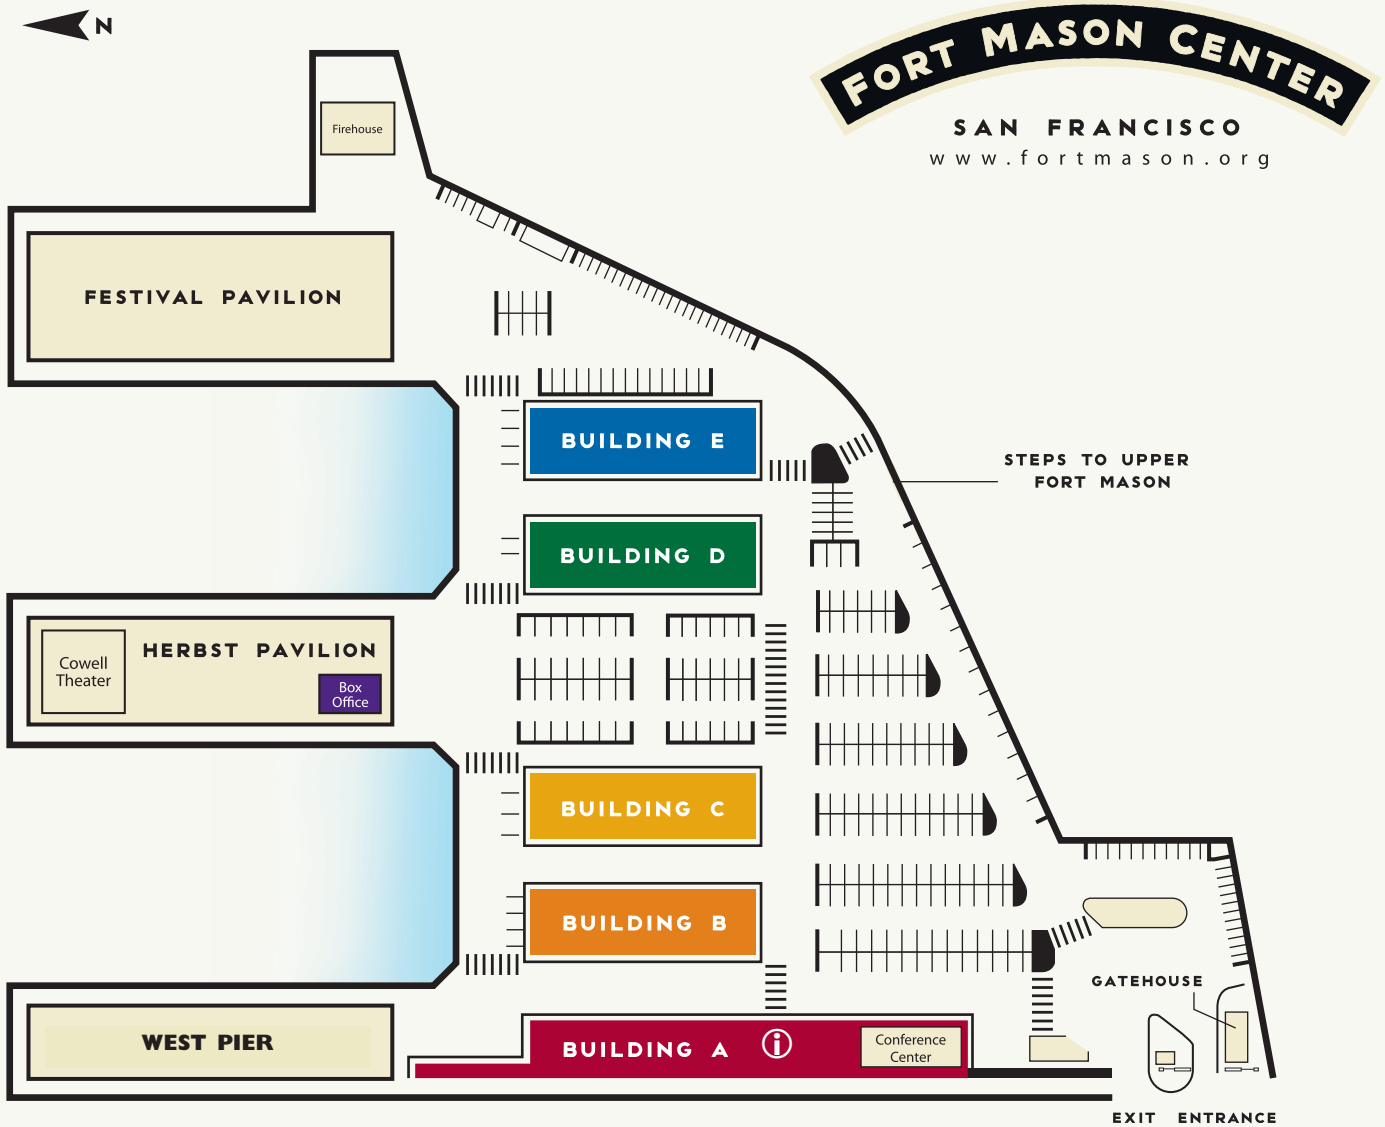 N
FORT MASON CENTER
SAN FRANCISCO
www.fortmason.org
Firehouse
FESTIVAL PAVILION
BUILDING E
STEPS TO UPPER
FORT MASON
BUILDING D
HERBST PAVILION
Cowell
Theater
Box
Office
BUILDING C
BUILDING B
GATEHOUSE
WEST PIER
BUILDING A
i
Conference
Center
EXIT ENTRANCE